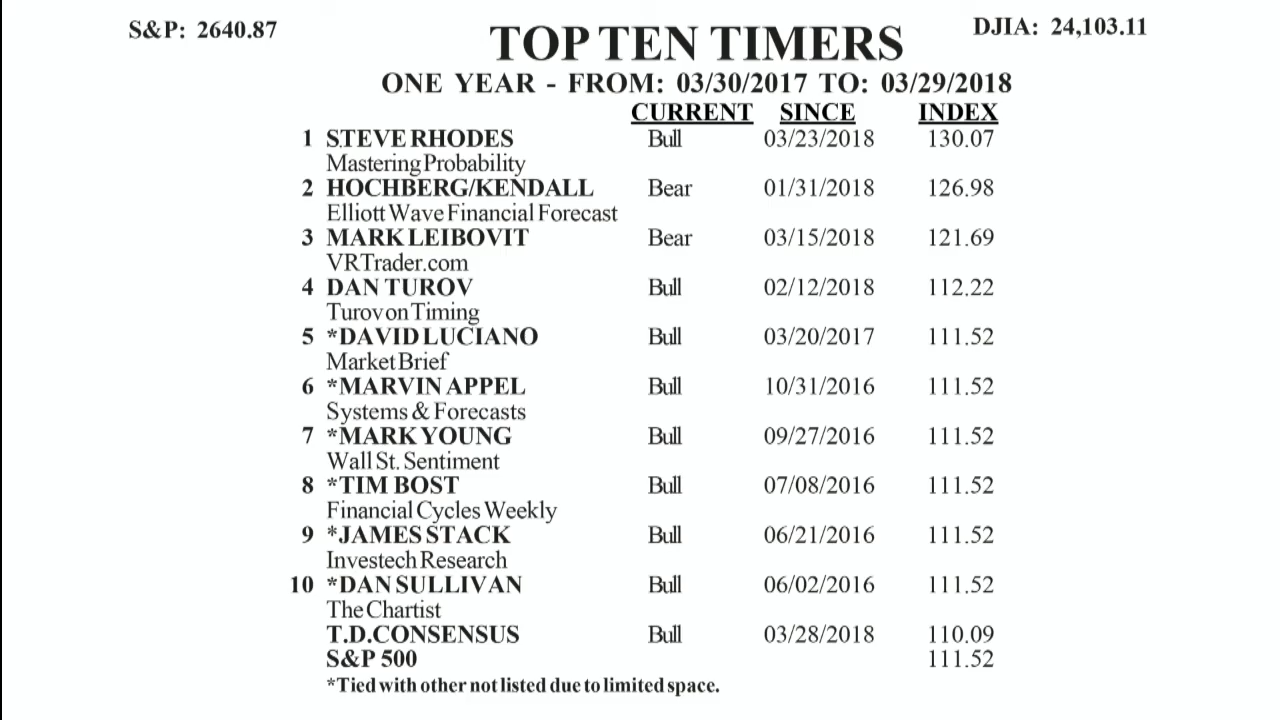 S&P: 2640.87
DJIA: 24,103.11
TOP TEN TIMERS
ONE YEAR - FROM: 03/30/2017 TO: 03/29/2018
CURRENT SINCE INDEX
1 STEVE RHODES Bull 03/23/2018 130.07
Mastering Probability
2 HOCHBERG/KENDALL Bear 01/31/2018 126.98
Elliott Wave Financial Forecast
3 MARK LEIBOVIT Bear 03/15/2018 121.69
VRTrader.com
4 DAN TUROV Bull 02/12/2018 112.22
Turov on Timing
5 *DAVID LUCIANO Bull 03/20/2017 111.52
Market Brief
6 *MARVIN APPEL Bull 10/31/2016 111.52
Systems & Forecasts
7 *MARK YOUNG Bull 09/27/2016 111.52
Wall St. Sentiment
8 *TIM BOST Bull 07/08/2016 111.52
Financial Cycles Weekly
9 *JAMES STACK Bull 06/21/2016 111.52
Investech Research
10 *DAN SULLIVAN Bull 06/02/2016 111.52
The Chartist
T.D.CONSENSUS Bull 03/28/2018 110.09
S&P 500 111.52
*Tied with other not listed due to limited space.